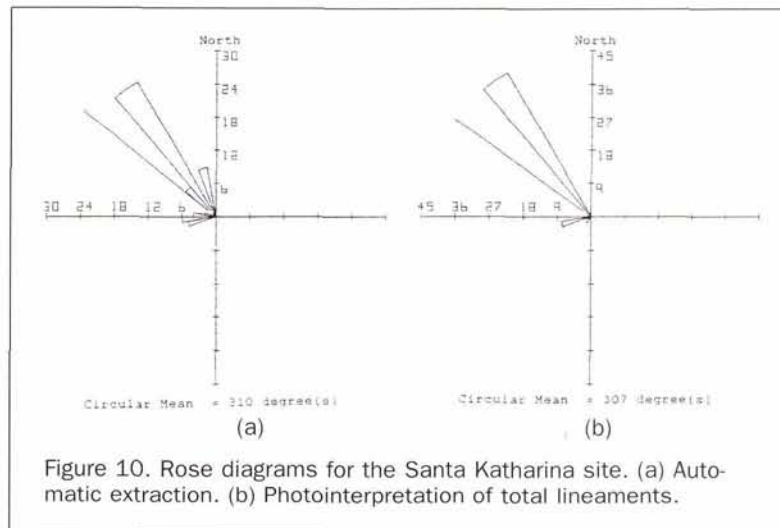 North
30
24
18
12
6
30 24 18 12 6
Circular Mean = 310 degree(s)
(a)
North
45
36
27
18
9
45 36 27 18 9
Circular Mean = 307 degree(s)
(b)
Figure 10. Rose diagrams for the Santa Katharina site. (a) Auto-
matic extraction. (b) Photointerpretation of total lineaments.